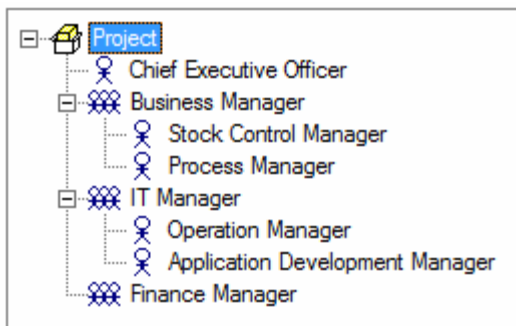 Project
Chief Executive Officer
Business Manager
Stock Control Manager
Process Manager
IT Manager
Operation Manager
Application Development Manager
Finance Manager